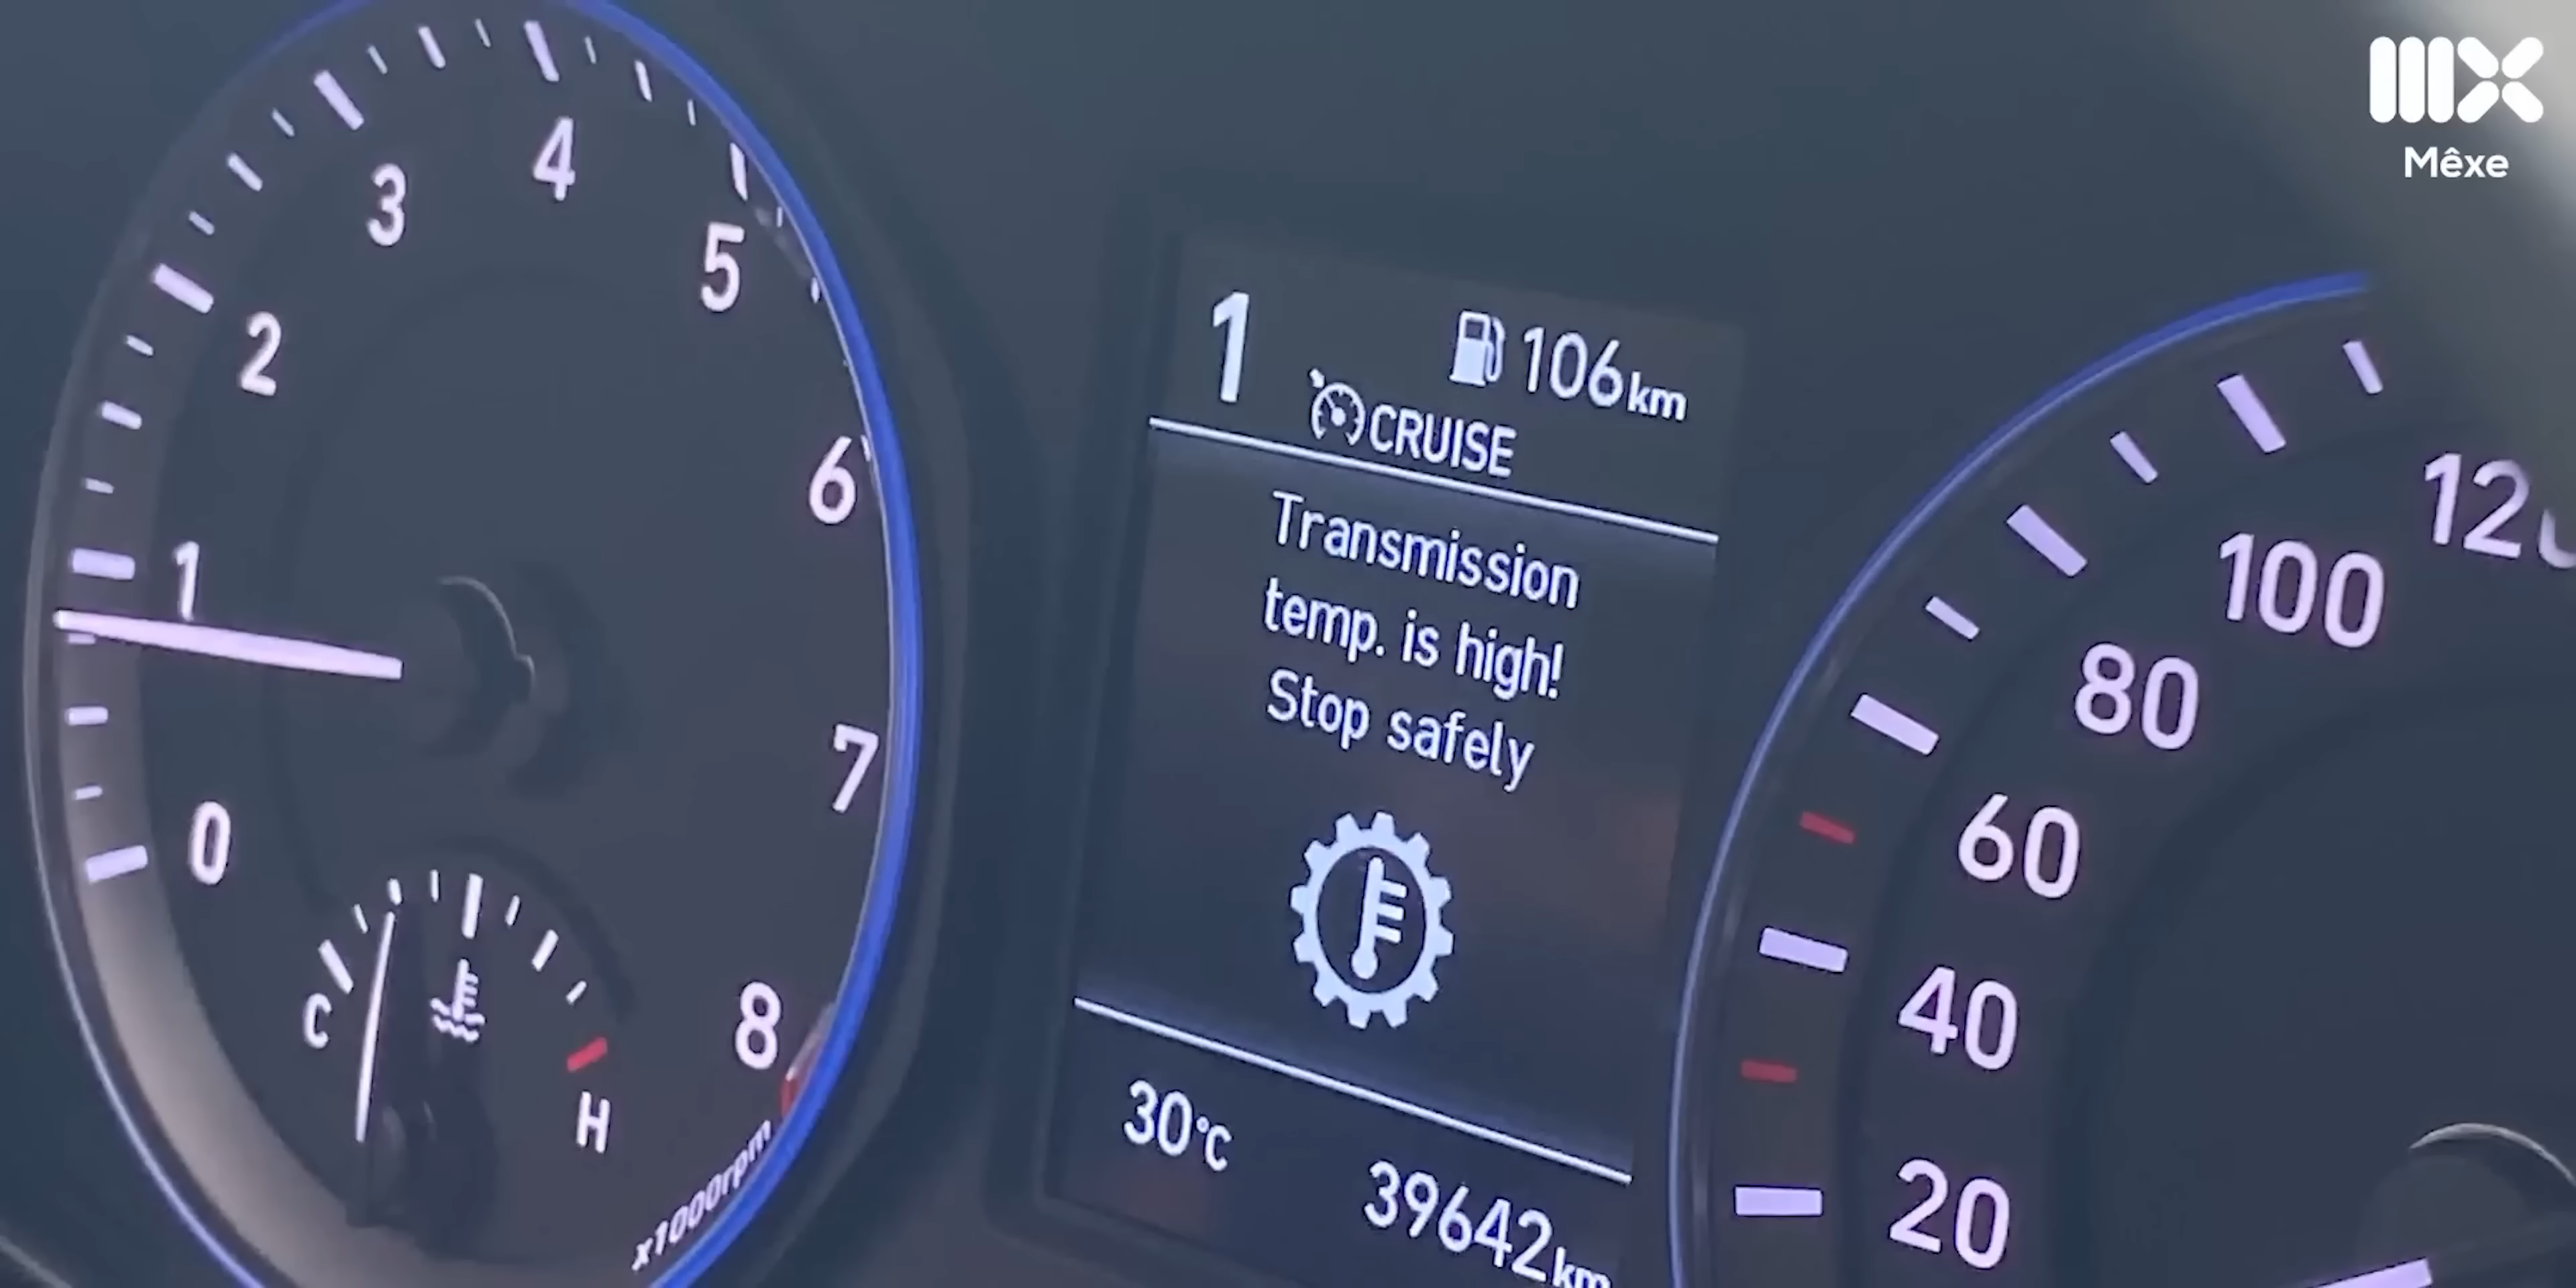 MX
Mêxe
0
1
2
3
4
5
6
7
8
x1000rpm
C
H
1
106km
CRUISE
Transmission
temp. is high!
Stop safely
30°C
39642km
20
40
60
80
100